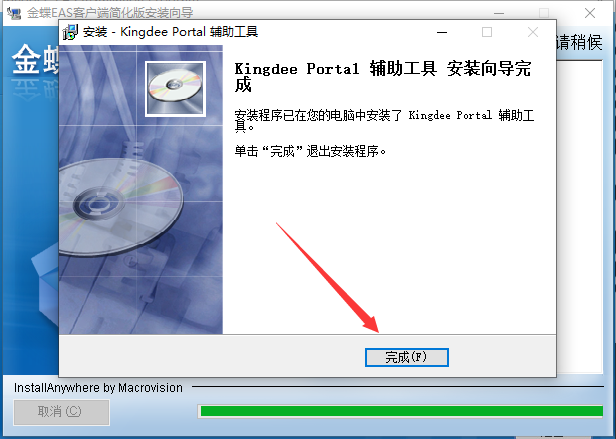 金蝶EAS客户端简化版安装向导
安装 - Kingdee Portal 辅助工具
金蝶
请稍候
Kingdee Portal 辅助工具 安装向导完
成
安装程序已在您的电脑中安装了 Kingdee Portal 辅助工
具。
单击“完成”退出安装程序。
完成(F)
InstallAnywhere by Macrovision
取消(C)